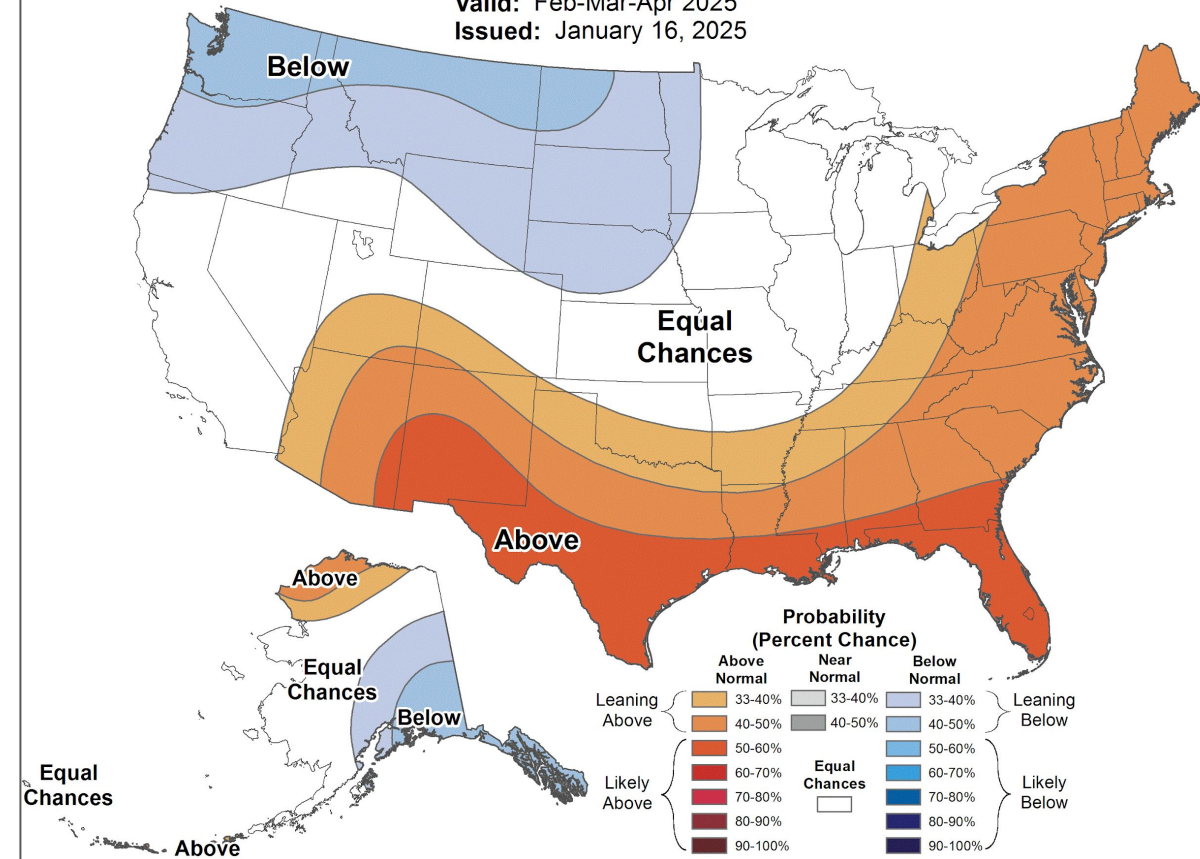 Valid: Feb-Mar-Apr 2025
Issued: January 16, 2025
Below
Equal
Chances
Above
Above
Equal
Chances
Below
Equal
Chances
Above
Probability
(Percent Chance)
Above
Normal
Near
Normal
Below
Normal
Leaning
Above
33-40%
33-40%
33-40%
Leaning
Below
40-50%
40-50%
40-50%
50-60%
50-60%
Likely
Above
60-70%
Equal
Chances
60-70%
Likely
Below
70-80%
70-80%
80-90%
80-90%
90-100%
90-100%